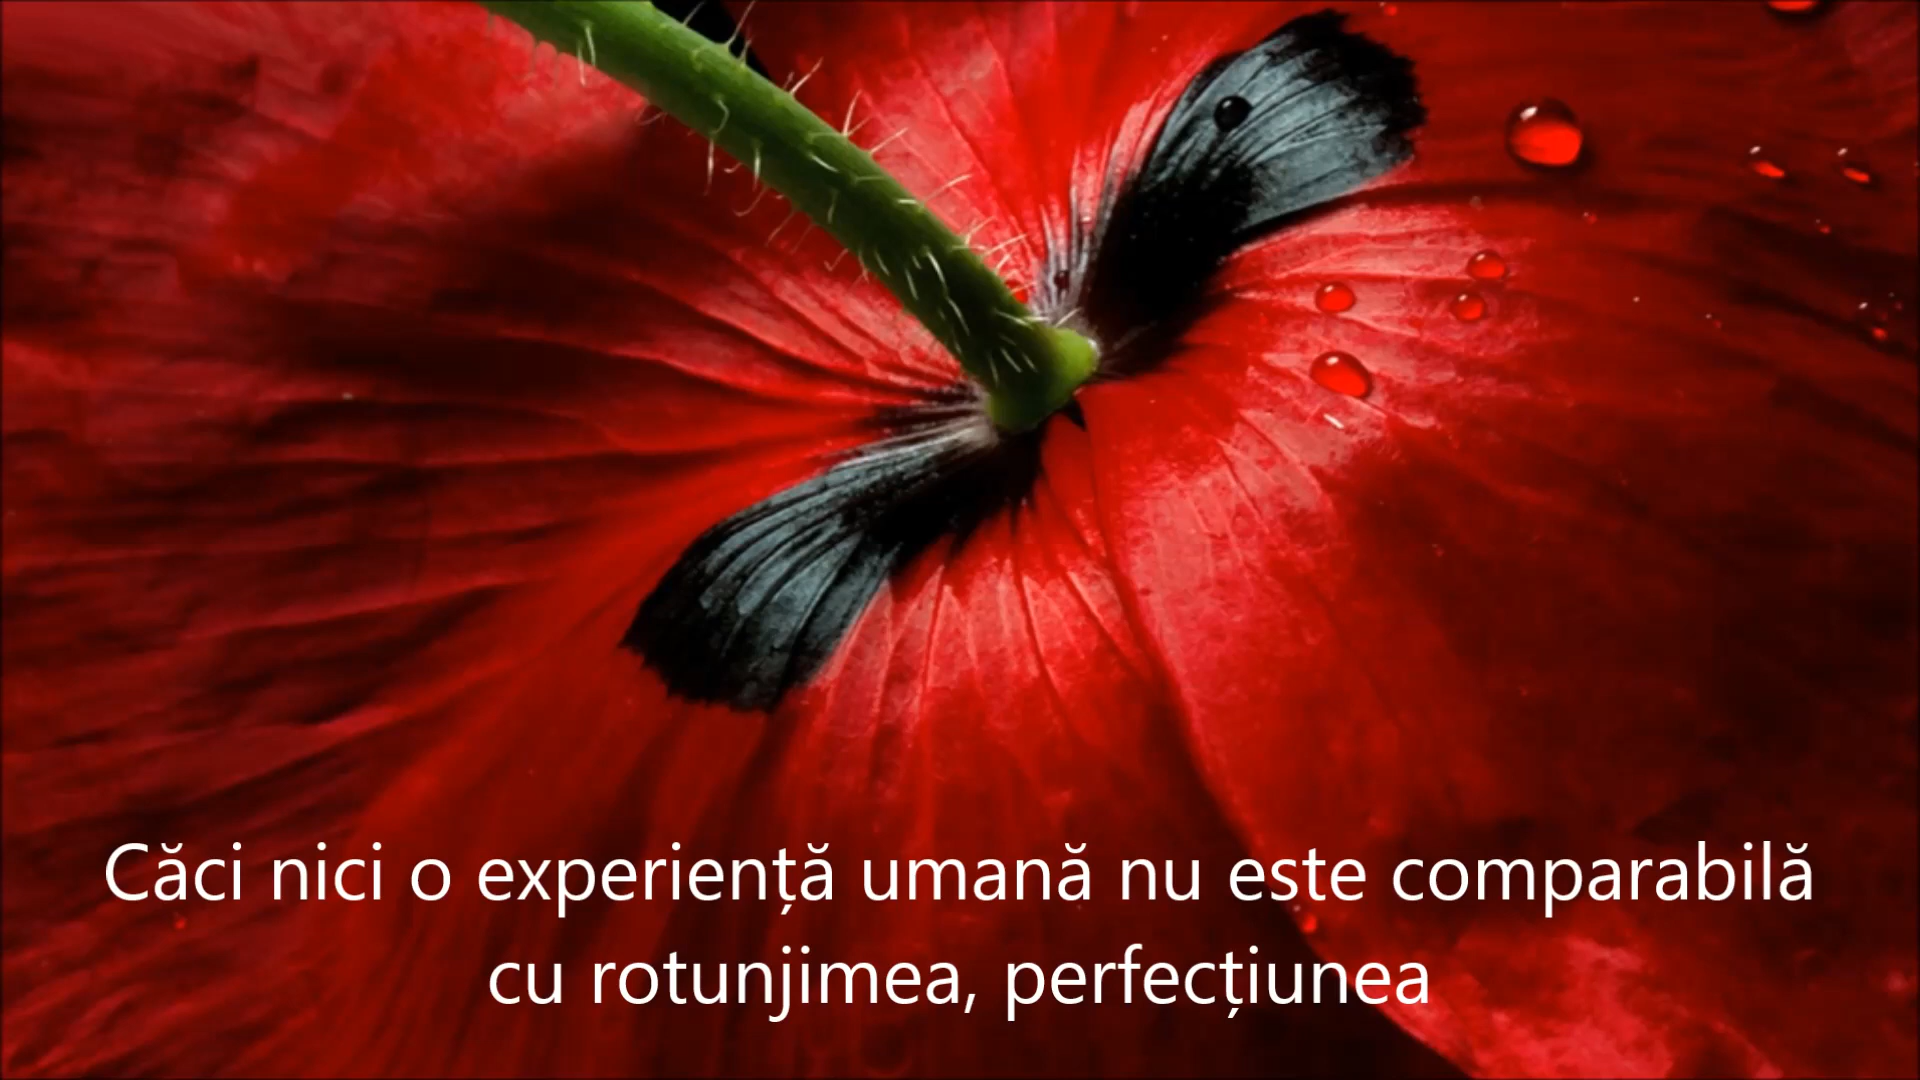 Căci nici o experiență umană nu este comparabilă
cu rotunjimea, perfecțiunea